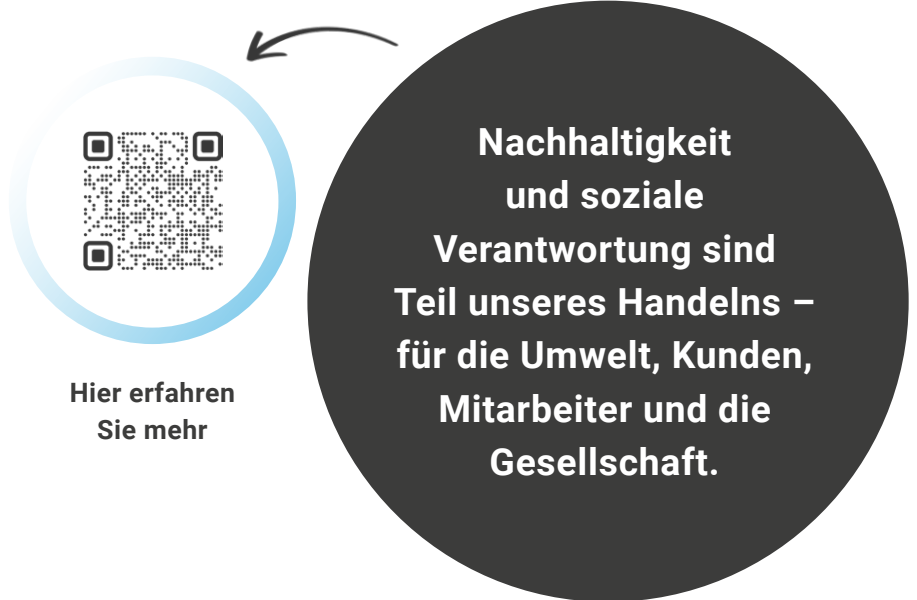 Nachhaltigkeit
und soziale
Verantwortung sind
Teil unseres Handelns –
für die Umwelt, Kunden,
Mitarbeiter und die
Gesellschaft.
Hier erfahren
Sie mehr